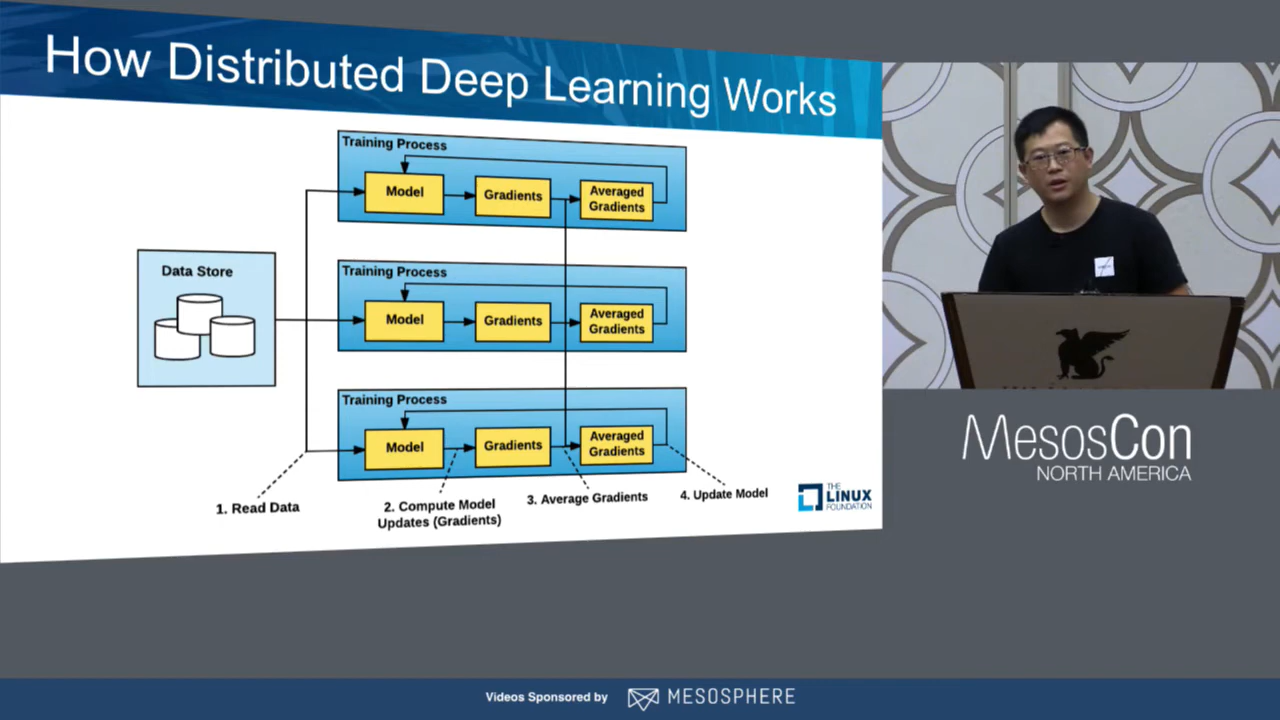 How Distributed Deep Learning Works
Training Process
Model
Gradients
Averaged
Gradients
Data Store
Training Process
Model
Gradients
Averaged
Gradients
Training Process
Model
Gradients
Averaged
Gradients
1. Read Data
2. Compute Model
Updates (Gradients)
3. Average Gradients
4. Update Model
THE
LINUX
FOUNDATION
MesosCon
NORTH AMERICA
Videos Sponsored by
MESOSPHERE